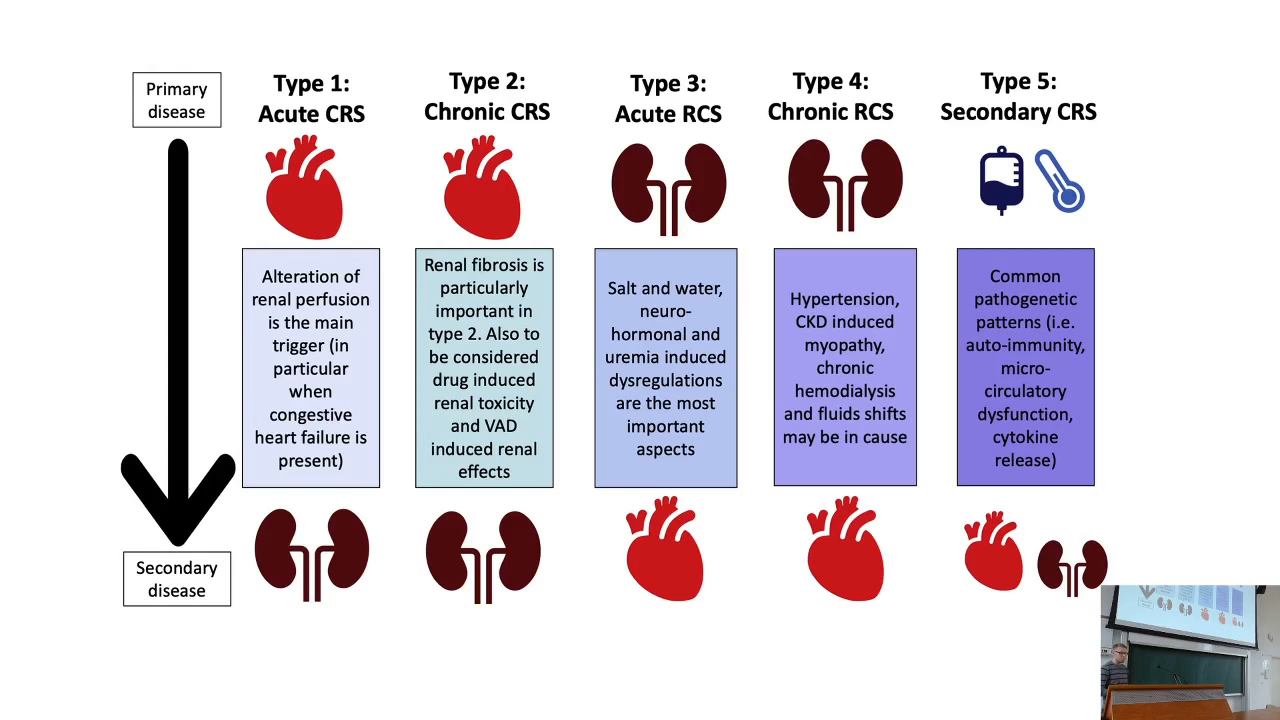 Primary
disease
Type 1:
Acute CRS
Type 2:
Chronic CRS
Type 3:
Acute RCS
Type 4:
Chronic RCS
Type 5:
Secondary CRS
Alteration of
renal perfusion
is the main
trigger (in
particular
when
congestive
heart failure is
present)
Renal fibrosis is
particularly
important in
type 2. Also to
be considered
drug induced
renal toxicity
and VAD
induced renal
effects
Salt and water,
neuro-
hormonal and
uremia induced
dysregulations
are the most
important
aspects
Hypertension,
CKD induced
myopathy,
chronic
hemodialysis
and fluids shifts
may be in cause
Common
pathogenetic
patterns (i.e.
auto-immunity,
micro-
circulatory
dysfunction,
cytokine
release)
Secondary
disease